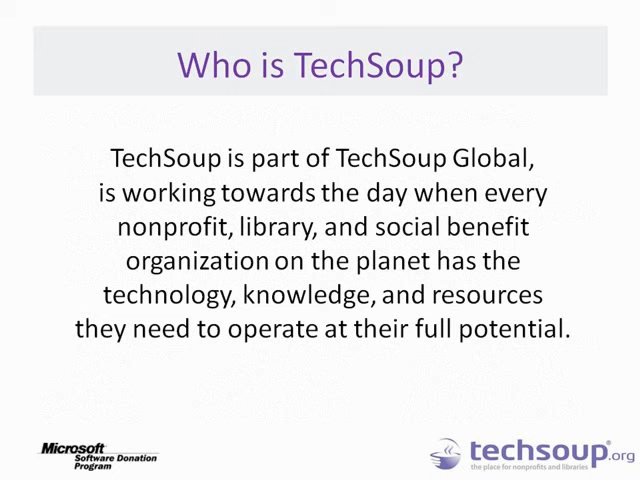 Who is TechSoup?
TechSoup is part of TechSoup Global,
is working towards the day when every
nonprofit, library, and social benefit
organization on the planet has the
technology, knowledge, and resources
they need to operate at their full potential.
Microsoft
Software Donation
Program
techsoup®.org
the place for nonprofits and libraries